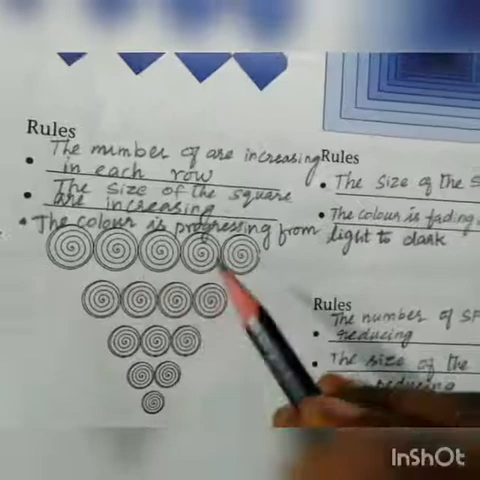 Rules
The number of are increasing
in each row
The size of the square
are increasing
The colour is progressing from
light to dark
Rules
The size of the
The colour is fading
Rules
The number of
reducing
The size of the
reducing
InShOt